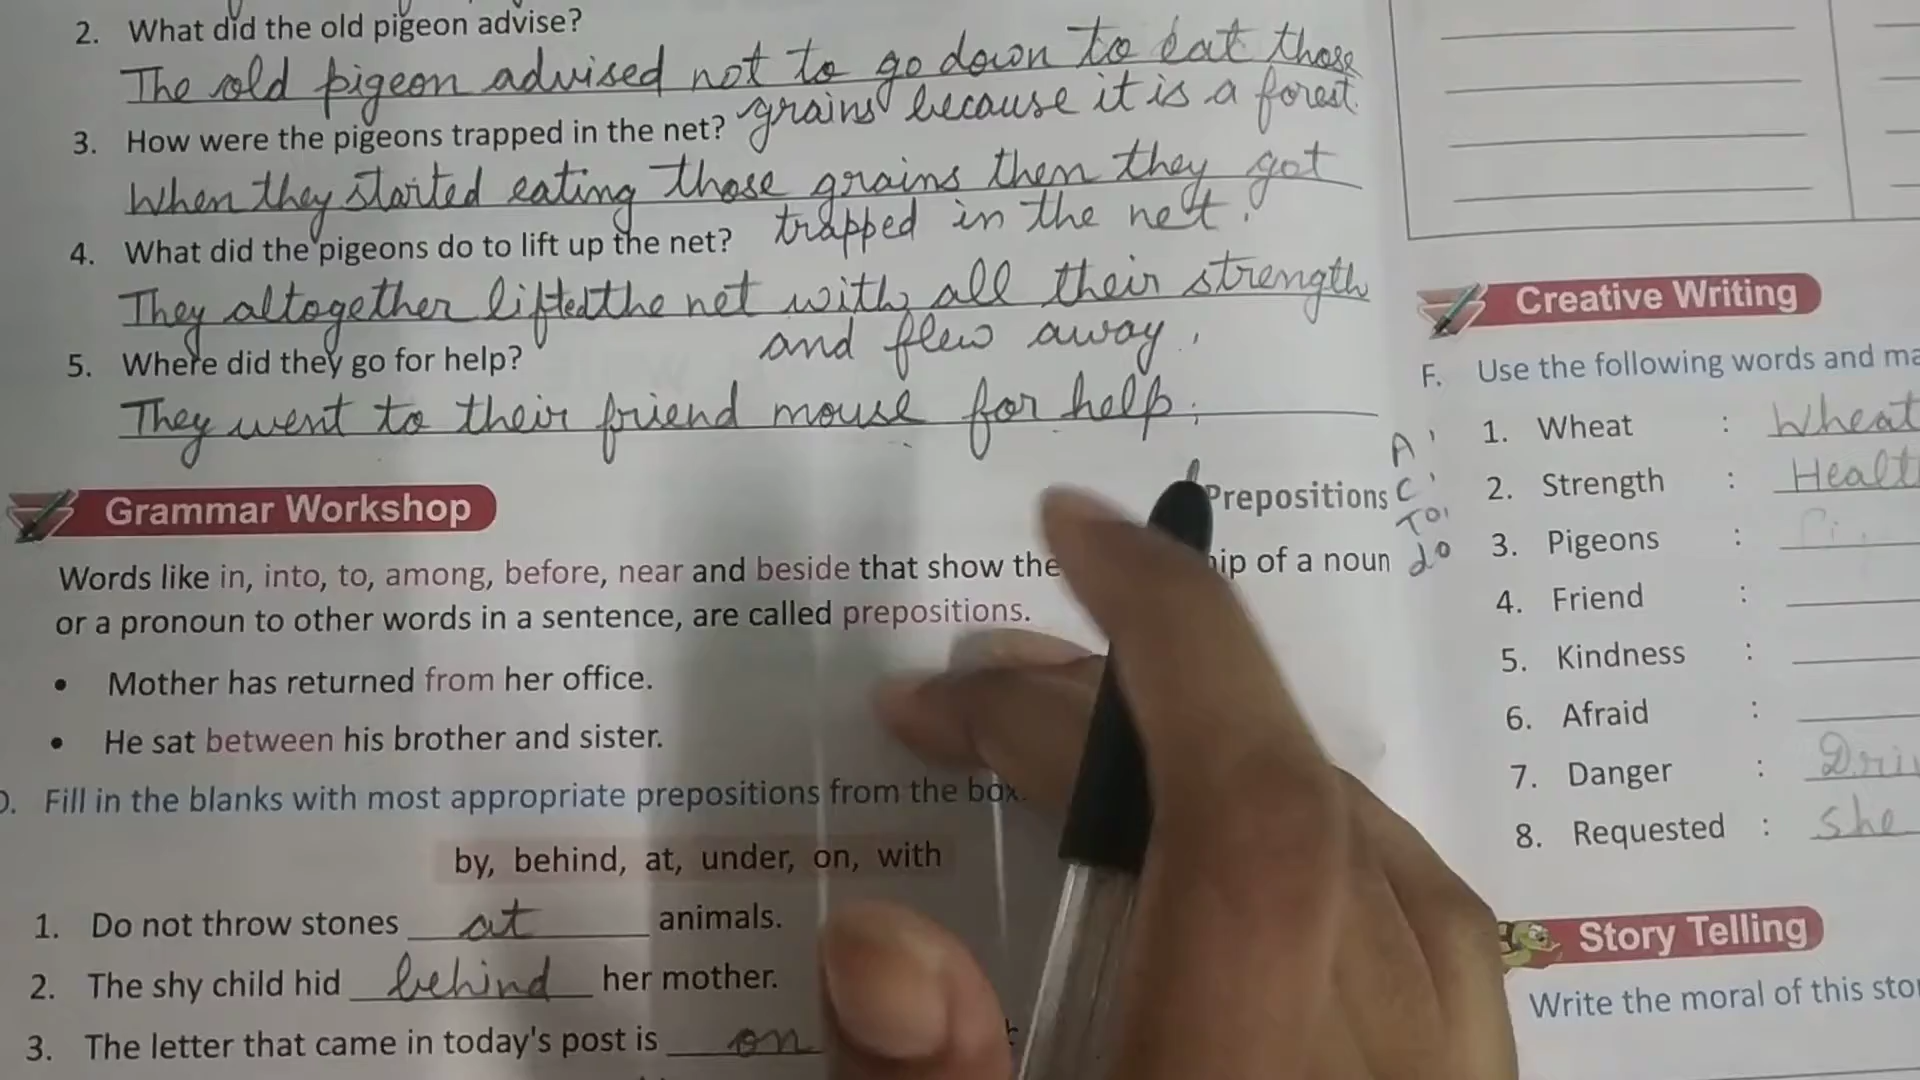 2. What did the old pigeon advise?
The old pigeon advised not to go down to eat those
grains because it is a forest.
3. How were the pigeons trapped in the net?
When they started eating those grains then they got
trapped in the net.
4. What did the pigeons do to lift up the net?
They altogether lifted the net with all their strength
and flew away.
5. Where did they go for help?
They went to their friend mouse for help.
Grammar Workshop
Prepositions
Words like in, into, to, among, before, near and beside that show the of a noun
or a pronoun to other words in a sentence, are called prepositions.
• Mother has returned from her office.
• He sat between his brother and sister.
D. Fill in the blanks with most appropriate prepositions from the box.
by, behind, at, under, on, with
1. Do not throw stones at animals.
2. The shy child hid behind her mother.
3. The letter that came in today's post is on
Creative Writing
F. Use the following words and
1. Wheat : Wheat
2. Strength :
3. Pigeons :
4. Friend :
5. Kindness :
6. Afraid :
7. Danger :
8. Requested : She
Story Telling
Write the moral of this